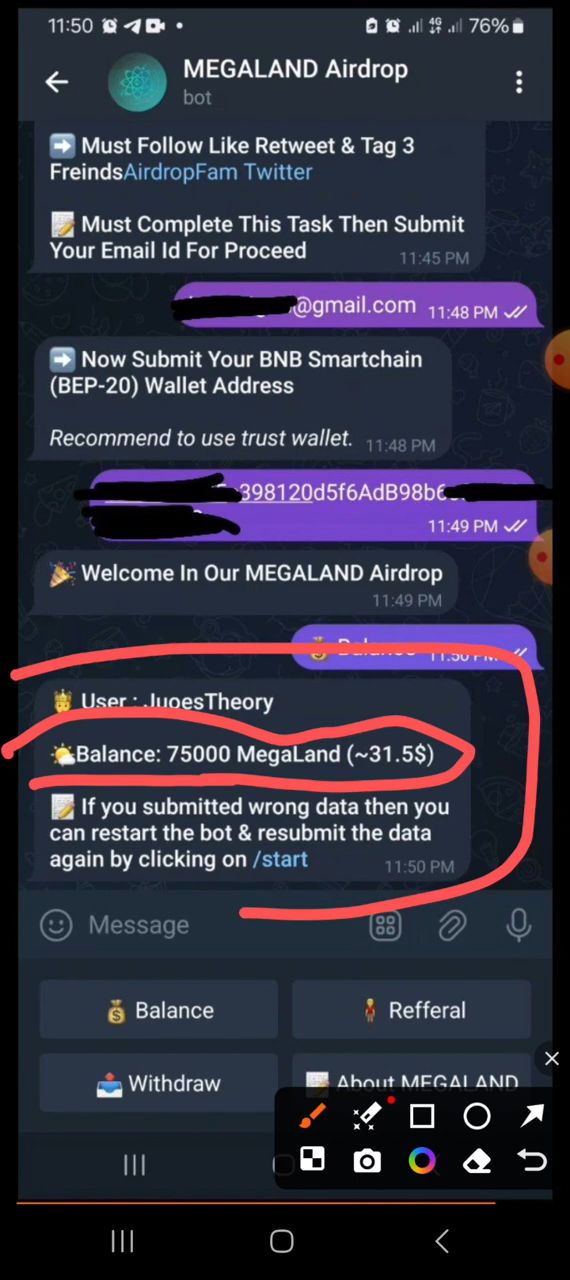 11:50
4G 76%
MEGALAND Airdrop
bot
➡️ Must Follow Like Retweet & Tag 3
FreindsAirdropFam Twitter
📝 Must Complete This Task Then Submit
Your Email Id For Proceed
11:45 PM
@gmail.com
11:48 PM
➡️ Now Submit Your BNB Smartchain
(BEP-20) Wallet Address
Recommend to use trust wallet.
11:48 PM
398120d5f6AdB98b6
11:49 PM
🎉 Welcome In Our MEGALAND Airdrop
11:49 PM
💰 Balance
11:50 PM
🤴 User : JugesTheory
🌤Balance: 75000 MegaLand (~31.5$)
📝 If you submitted wrong data then you
can restart the bot & resubmit the data
again by clicking on /start
11:50 PM
Message
💰 Balance
🧍 Refferal
📤 Withdraw
📝 About MEGALAND